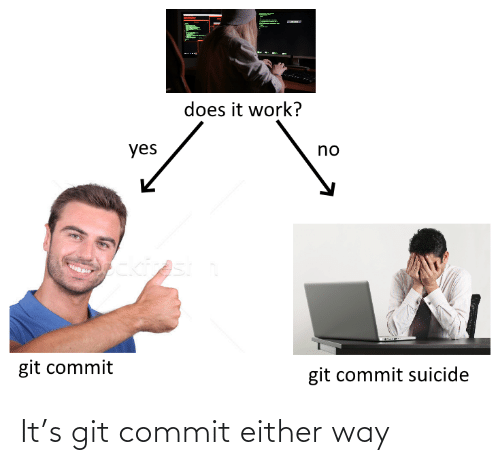 does it work?
yes
no
git commit
git commit suicide
It’s git commit either way